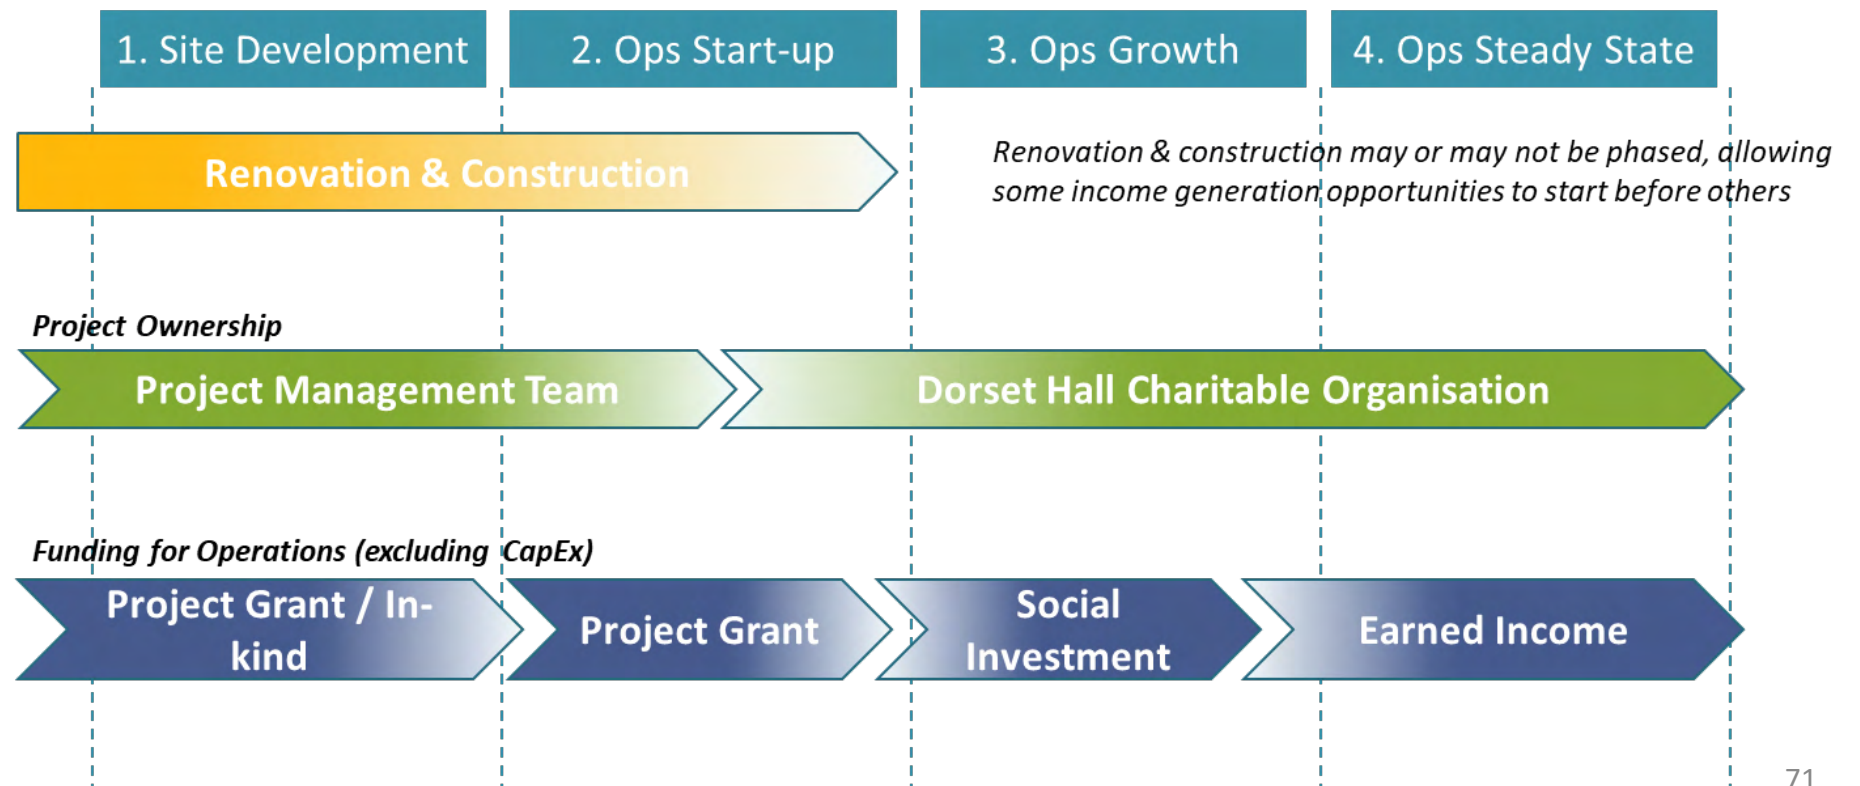 1. Site Development
2. Ops Start-up
3. Ops Growth
4. Ops Steady State
Renovation & Construction
Renovation & construction may or may not be phased, allowing
some income generation opportunities to start before others
Project Ownership
Project Management Team
Dorset Hall Charitable Organisation
Funding for Operations (excluding CapEx)
Project Grant / In-
kind
Project Grant
Social
Investment
Earned Income
71